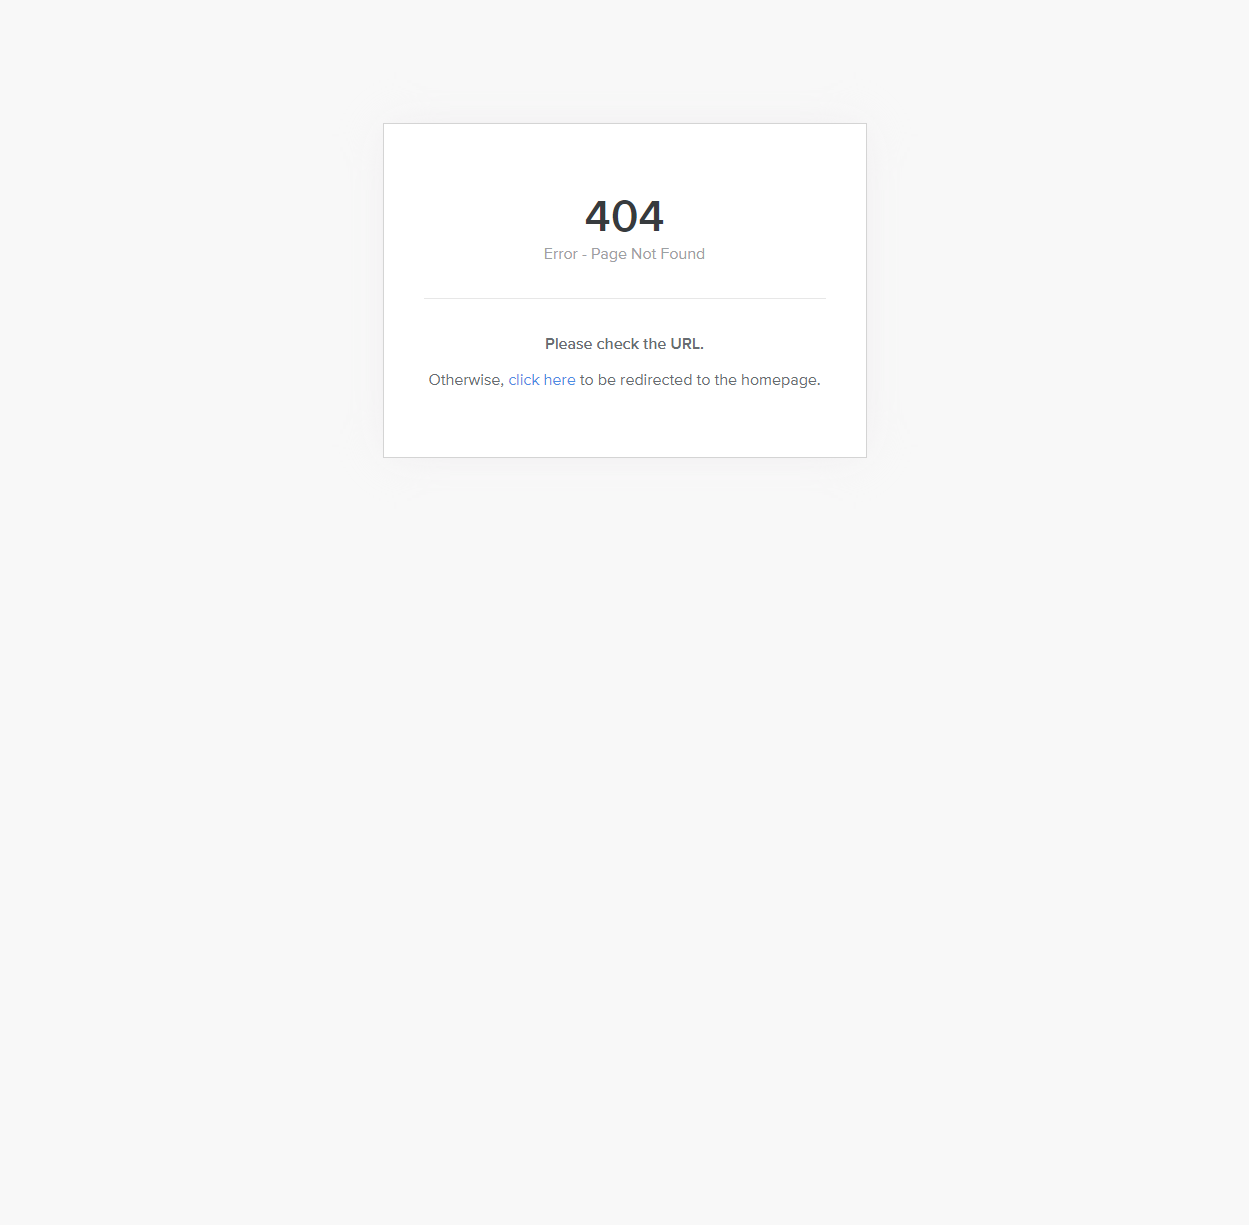 404
Error - Page Not Found
Please check the URL.
Otherwise, click here to be redirected to the homepage.